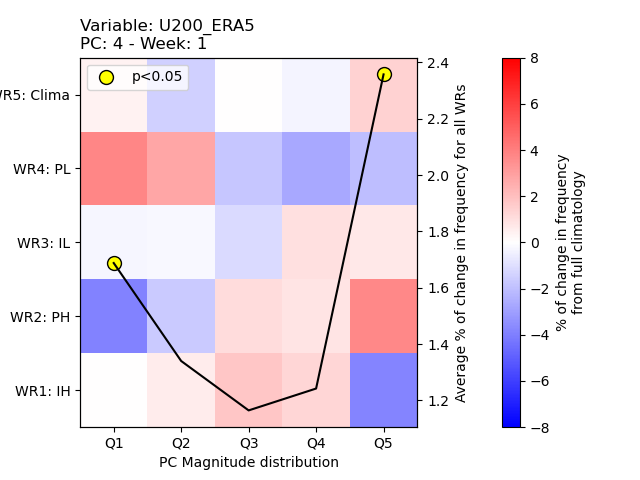 Variable: U200_ERA5
PC: 4 - Week: 1
p<0.05
WR5: Clima
WR4: PL
WR3: IL
WR2: PH
WR1: IH
Q1 Q2 Q3 Q4 Q5
PC Magnitude distribution
2.4
2.2
2.0
1.8
1.6
1.4
1.2
Average % of change in frequency for all WRs
8
6
4
2
0
−2
−4
−6
−8
% of change in frequency
from full climatology